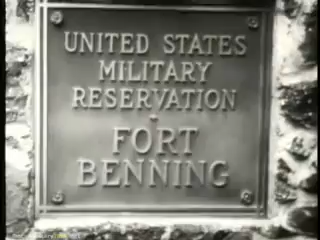 UNITED STATES
MILITARY
RESERVATION
-
FORT
BENNING